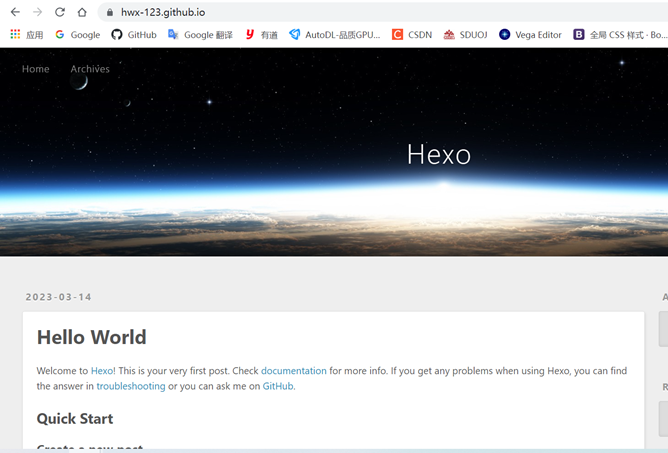 hwx-123.github.io
应用 Google GitHub Google 翻译 有道 AutoDL-品质GPU... CSDN SDUOJ Vega Editor 全局 CSS 样式 · Bo...
Home Archives
Hexo
2023-03-14
Hello World
Welcome to Hexo! This is your very first post. Check documentation for more info. If you get any problems when using Hexo, you can find
the answer in troubleshooting or you can ask me on GitHub.
Quick Start
Create a new post